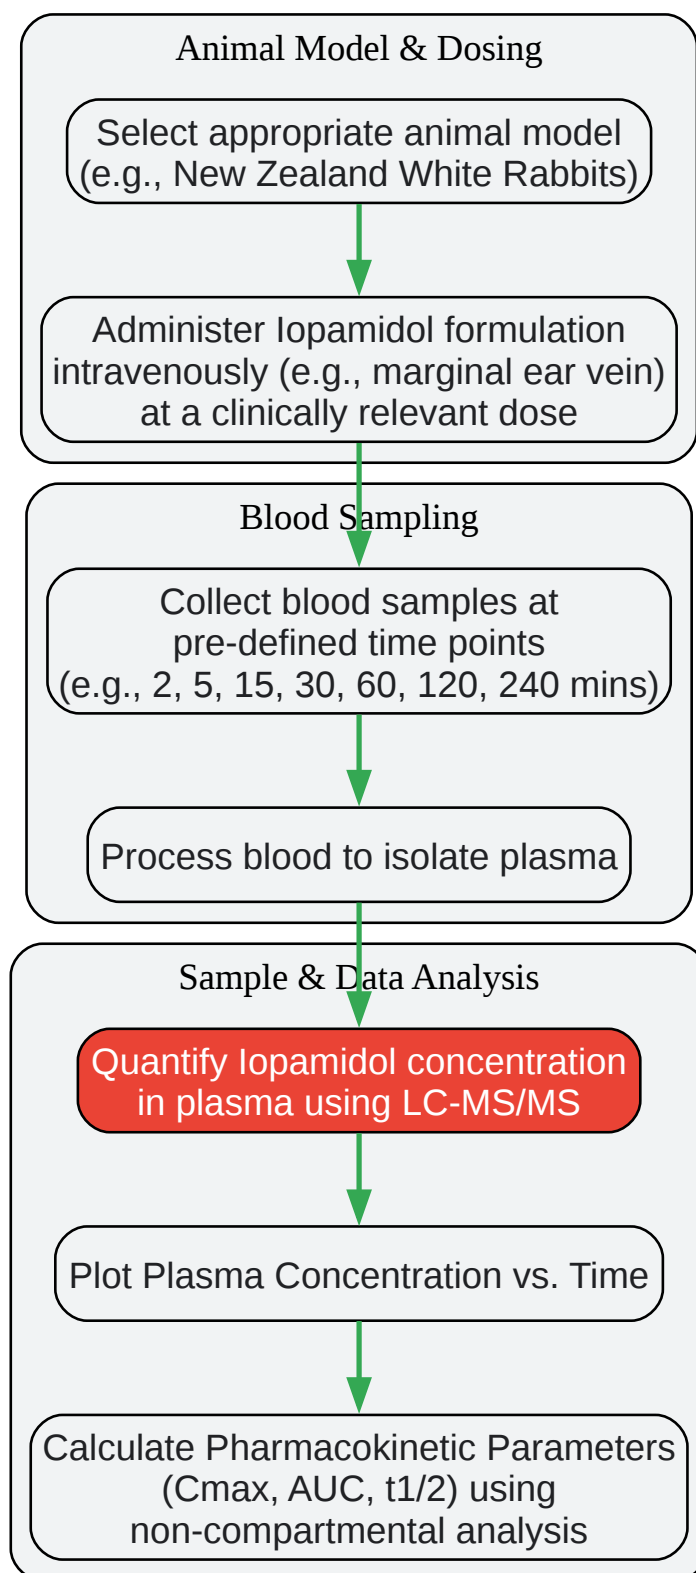 Animal Model & Dosing
Select appropriate animal model
(e.g., New Zealand White Rabbits)
Administer Iopamidol formulation
intravenously (e.g., marginal ear vein)
at a clinically relevant dose
Blood Sampling
Collect blood samples at
pre-defined time points
(e.g., 2, 5, 15, 30, 60, 120, 240 mins)
Process blood to isolate plasma
Sample & Data Analysis
Quantify Iopamidol concentration
in plasma using LC-MS/MS
Plot Plasma Concentration vs. Time
Calculate Pharmacokinetic Parameters
(Cmax, AUC, t1/2) using
non-compartmental analysis